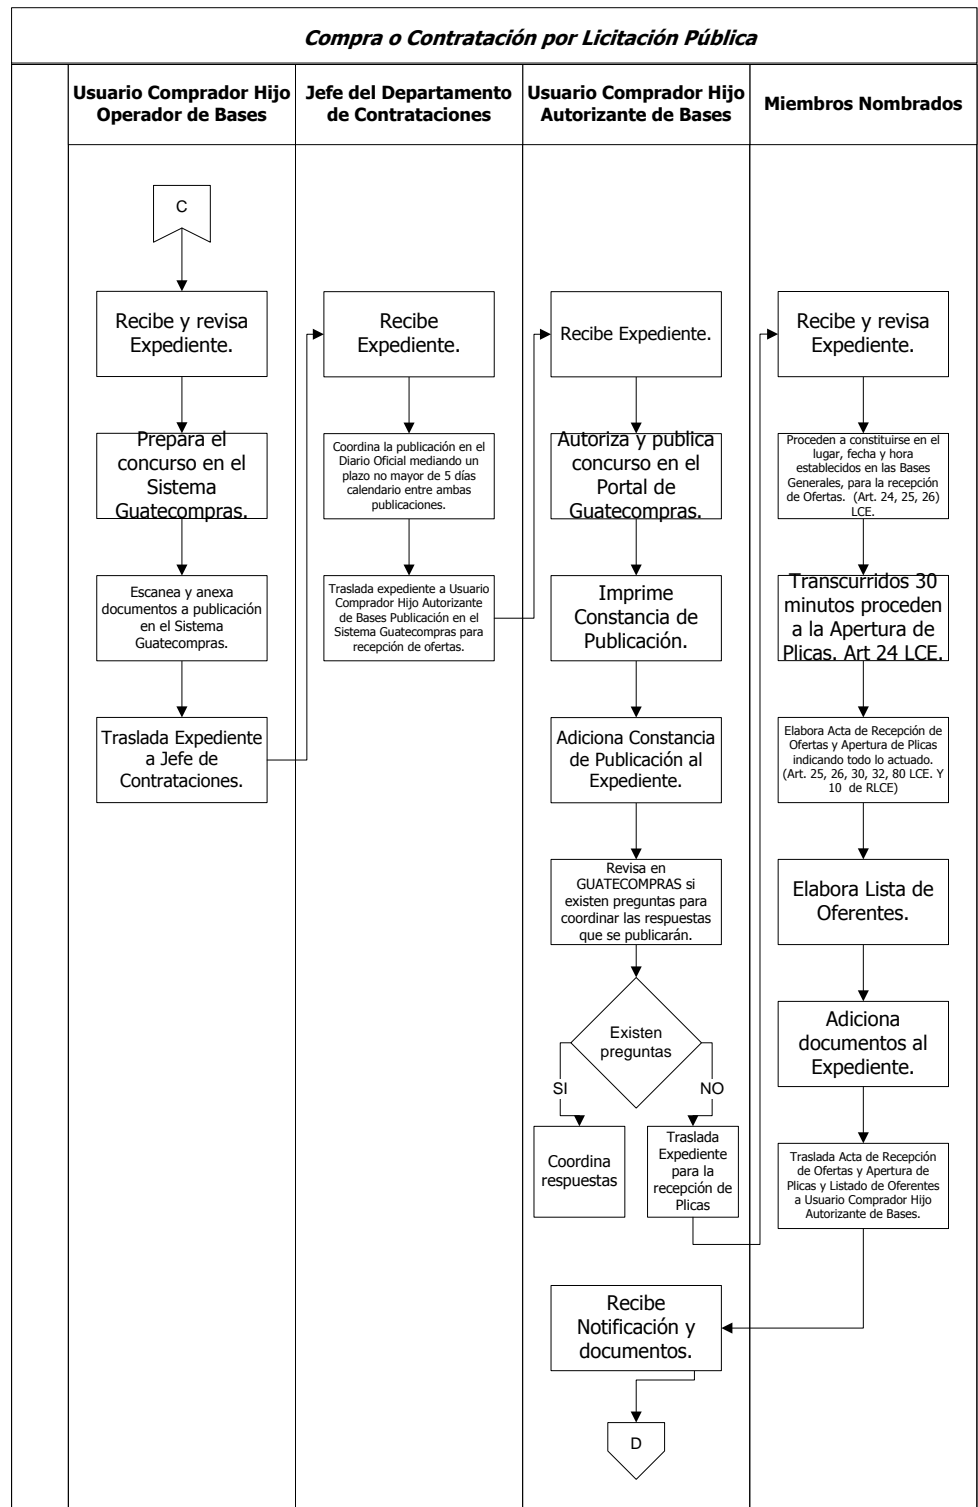 Compra o Contratación por Licitación Pública
Usuario Comprador Hijo
Operador de Bases
Jefe del Departamento
de Contrataciones
Usuario Comprador Hijo
Autorizante de Bases
Miembros Nombrados
C
Recibe y revisa
Expediente.
Prepara el
concurso en el
Sistema
Guatecompras.
Escanea y anexa
documentos a publicación
en el Sistema
Guatecompras.
Traslada Expediente
a Jefe de
Contrataciones.
Recibe
Expediente.
Coordina la publicación en el
Diario Oficial mediando un
plazo no mayor de 5 días
calendario entre ambas
publicaciones.
Traslada expediente a Usuario
Comprador Hijo Autorizante
de Bases Publicación en el
Sistema Guatecompras para
recepción de ofertas.
Recibe Expediente.
Autoriza y publica
concurso en el
Portal de
Guatecompras.
Imprime
Constancia de
Publicación.
Adiciona Constancia
de Publicación al
Expediente.
Revisa en
GUATECOMPRAS si
existen preguntas para
coordinar las respuestas
que se publicarán.
Existen
preguntas
SI
NO
Coordina
respuestas
Traslada
Expediente
para la
recepción de
Plicas
Recibe y revisa
Expediente.
Proceden a constituirse en el
lugar, fecha y hora
establecidos en las Bases
Generales, para la recepción
de Ofertas.  (Art. 24, 25, 26)
LCE.
Transcurridos 30
minutos proceden
a la Apertura de
Plicas. Art 24 LCE.
Elabora Acta de Recepción de
Ofertas y Apertura de Plicas
indicando todo lo actuado.
(Art. 25, 26, 30, 32, 80 LCE. Y
10  de RLCE)
Elabora Lista de
Oferentes.
Adiciona
documentos al
Expediente.
Traslada Acta de Recepción
de Ofertas y Apertura de
Plicas y Listado de Oferentes
a Usuario Comprador Hijo
Autorizante de Bases.
Recibe
Notificación y
documentos.
D